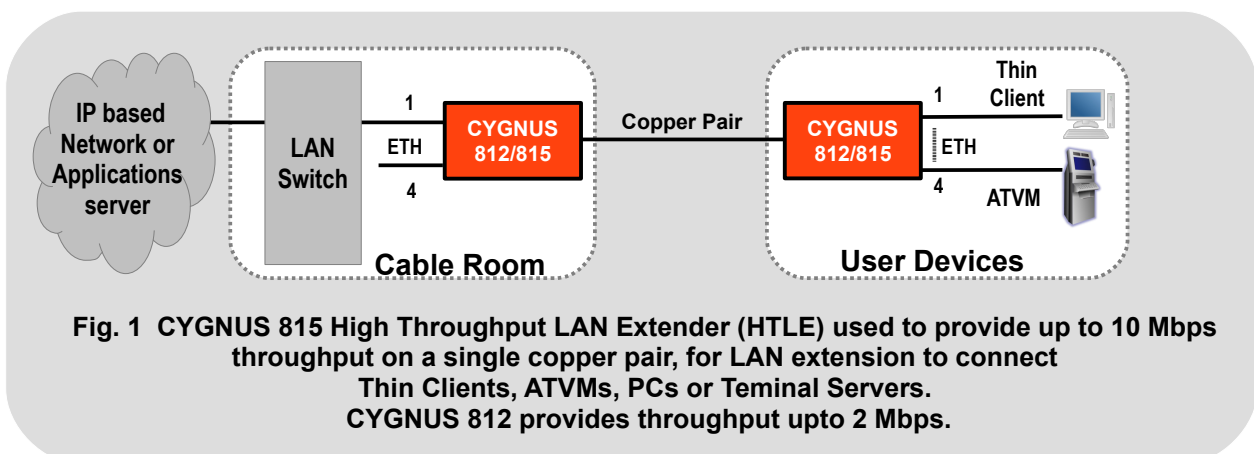 IP based
Network or
Applications
server
LAN
Switch
1
ETH
4
CYGNUS
812/815
Cable Room
Copper Pair
CYGNUS
812/815
1
ETH
4
Thin
Client
ATVM
User Devices
Fig. 1 CYGNUS 815 High Throughput LAN Extender (HTLE) used to provide up to 10 Mbps
throughput on a single copper pair, for LAN extension to connect
Thin Clients, ATVMs, PCs or Teminal Servers.
CYGNUS 812 provides throughput upto 2 Mbps.